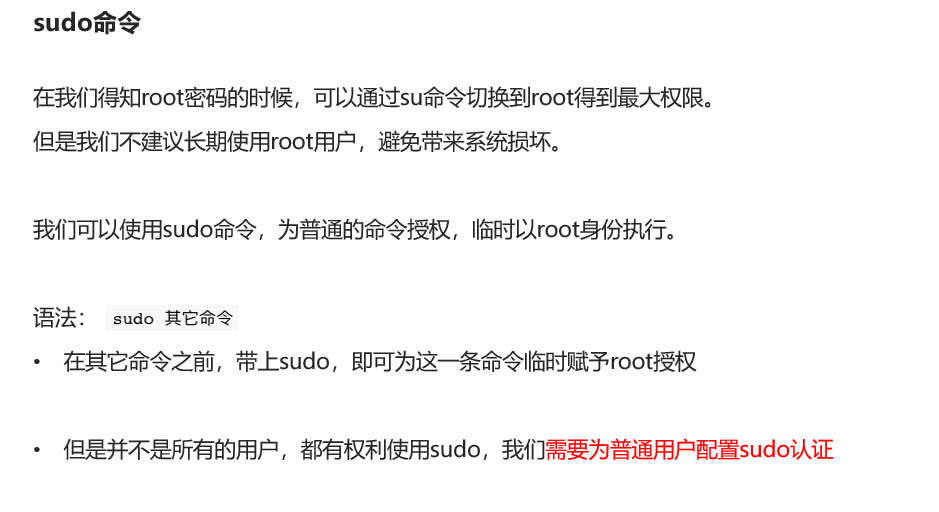 sudo命令
在我们得知root密码的时候，可以通过su命令切换到root得到最大权限。
但是我们不建议长期使用root用户，避免带来系统损坏。
我们可以使用sudo命令，为普通的命令授权，临时以root身份执行。
语法： sudo 其它命令
• 在其它命令之前，带上sudo，即可为这一条命令临时赋予root授权
• 但是并不是所有的用户，都有权利使用sudo，我们需要为普通用户配置sudo认证